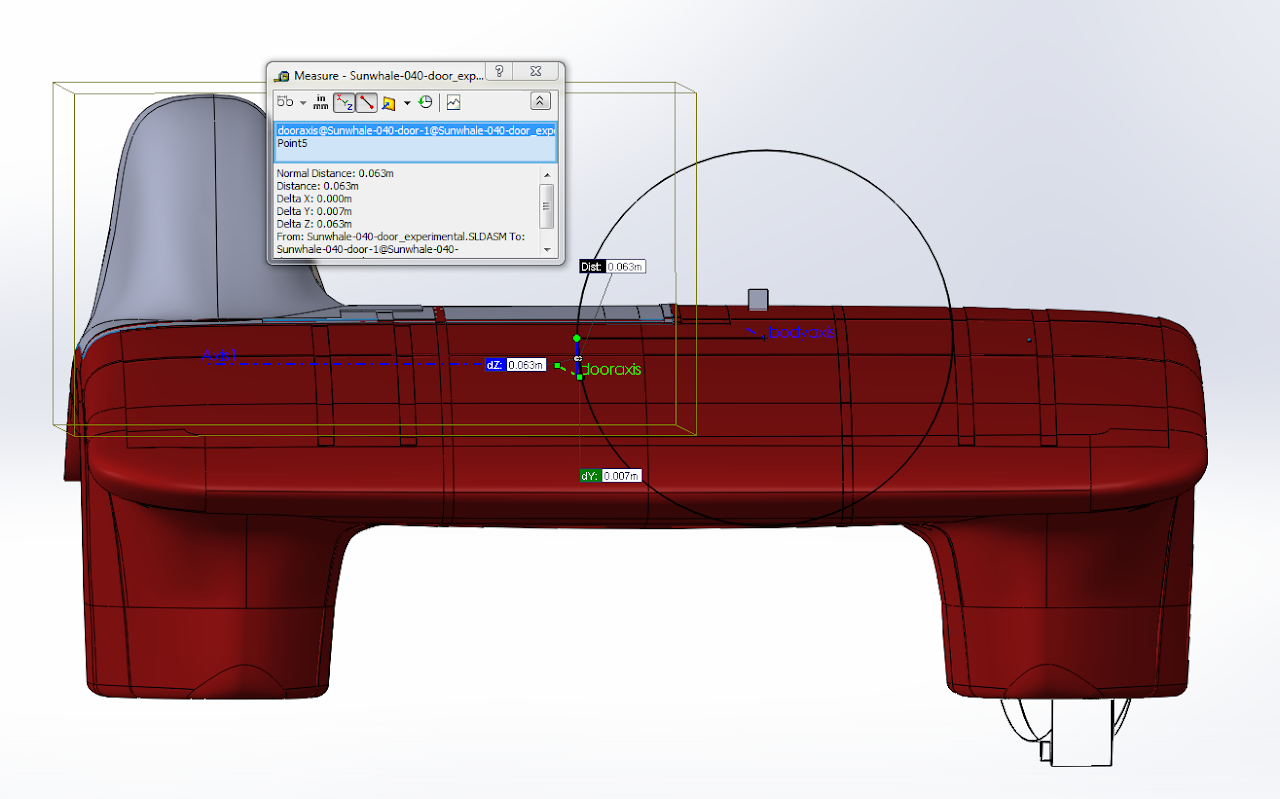 Measure - Sunwhale-040-door_exp...
in
mm
dooraxis@Sunwhale-040-door-1@Sunwhale-040-door_expe
Point5
Normal Distance: 0.063m
Distance: 0.063m
Delta X: 0.000m
Delta Y: 0.007m
Delta Z: 0.063m
From: Sunwhale-040-door_experimental.SLDASM To:
Sunwhale-040-door-1@Sunwhale-040-
Dist: 0.063m
bodyaxis
Axis1
dZ: 0.063m
dooraxis
dY: 0.007m